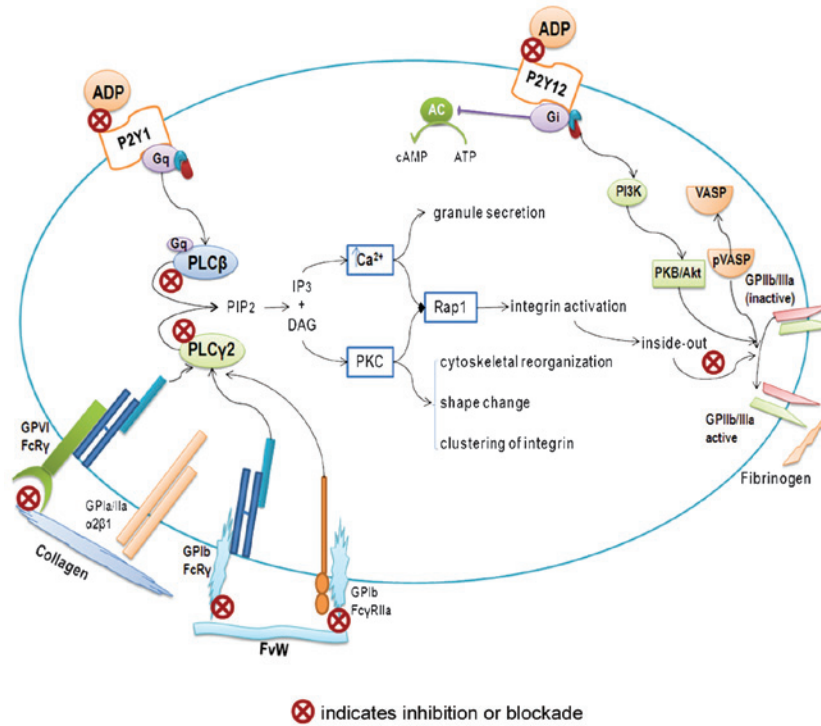 ADP
P2Y1
Gq
ADP
P2Y12
Gi
AC
cAMP
ATP
PI3K
VASP
PKB/Akt
pVASP
GPIIb/IIIa
(inactive)
granule secretion
Gq
PLCβ
Ca²⁺
IP3
+
DAG
PIP2
Rap1
integrin activation
inside-out
PKC
PLCγ2
cytoskeletal reorganization
shape change
clustering of integrin
GPIIb/IIIa
active
Fibrinogen
GPVI
FcRγ
GPIa/IIa
α2β1
Collagen
GPIb
FcRγ
GPIb
FcγRIIa
FvW
indicates inhibition or blockade